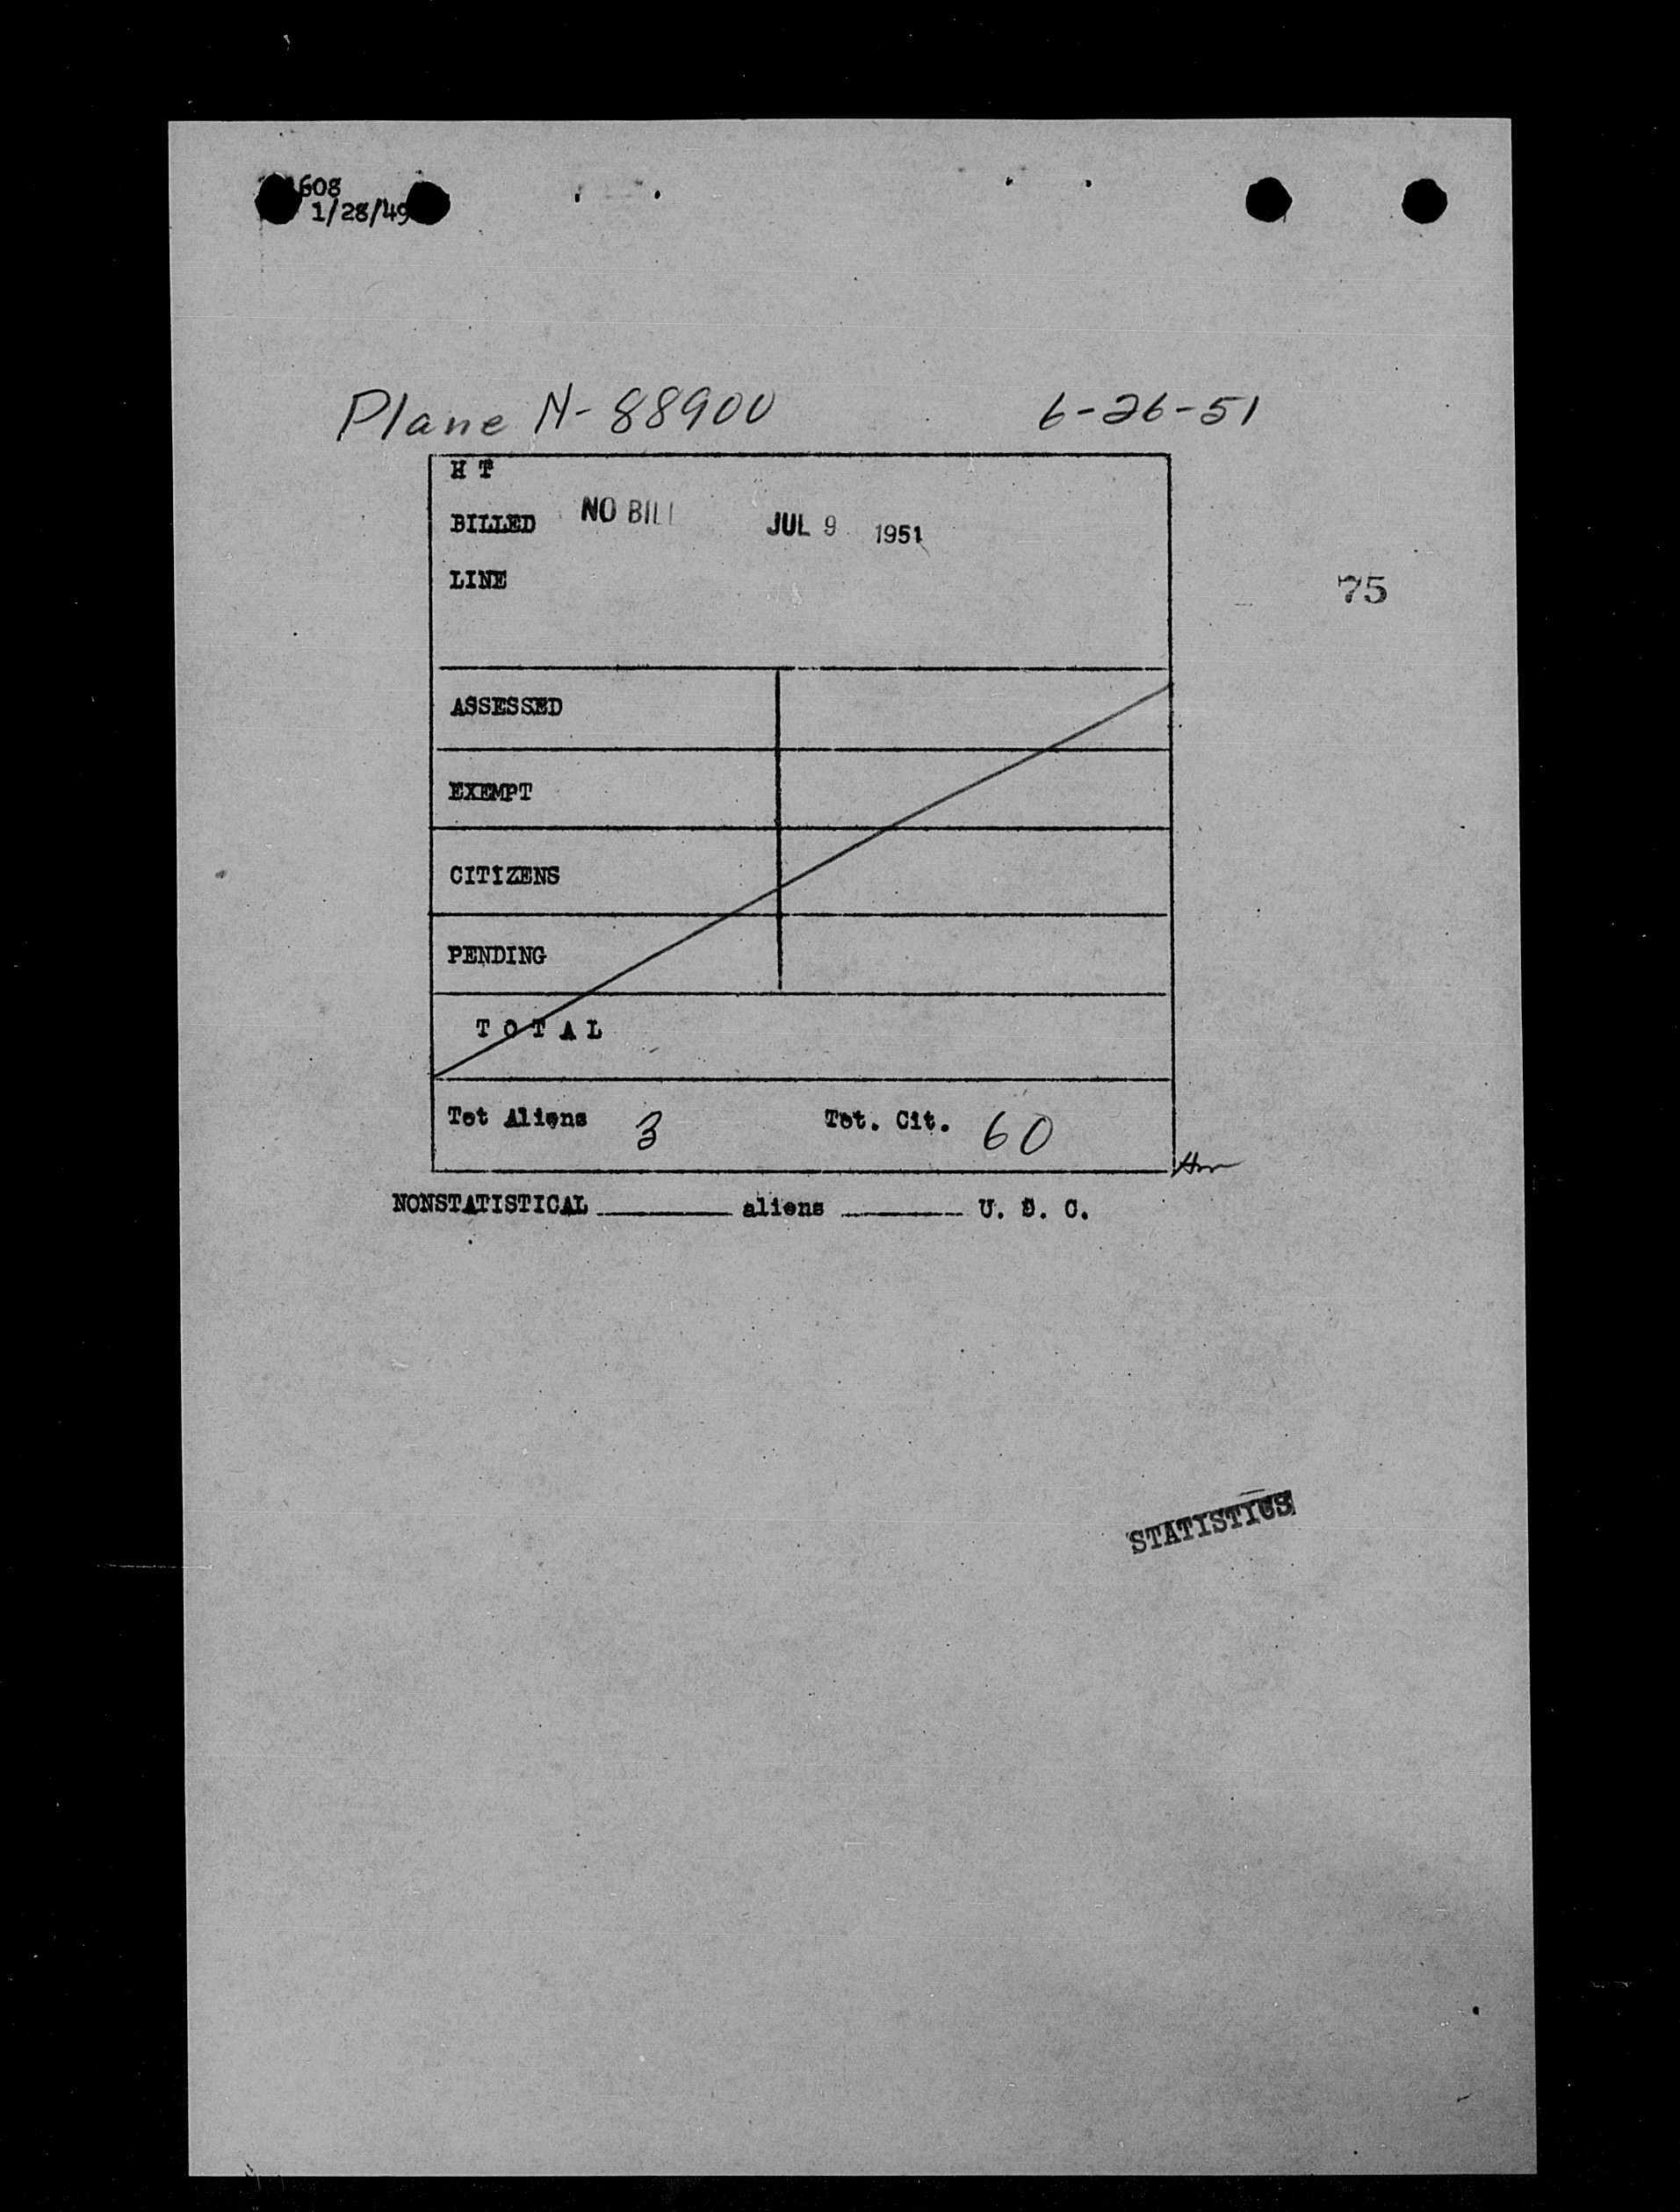 608
1/28/49
Plane N-88900 6-26-51
H T
BILLED NO BILL JUL 9 1951
LINE
75
ASSESSED
EXEMPT
CITIZENS
PENDING
T O T A L
Tot Aliens 3 Tot. Cit. 60
NONSTATISTICAL aliens U. S. C.
STATISTICS